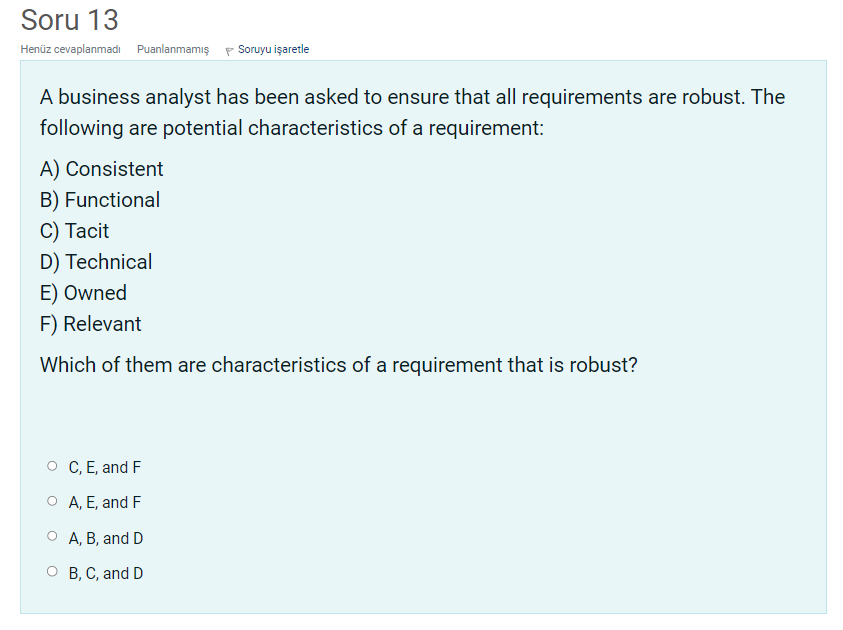 Soru 13
Henüz cevaplanmadı Puanlanmamış Soruyu işaretle
A business analyst has been asked to ensure that all requirements are robust. The
following are potential characteristics of a requirement:
A) Consistent
B) Functional
C) Tacit
D) Technical
E) Owned
F) Relevant
Which of them are characteristics of a requirement that is robust?
C, E, and F
A, E, and F
A, B, and D
B, C, and D